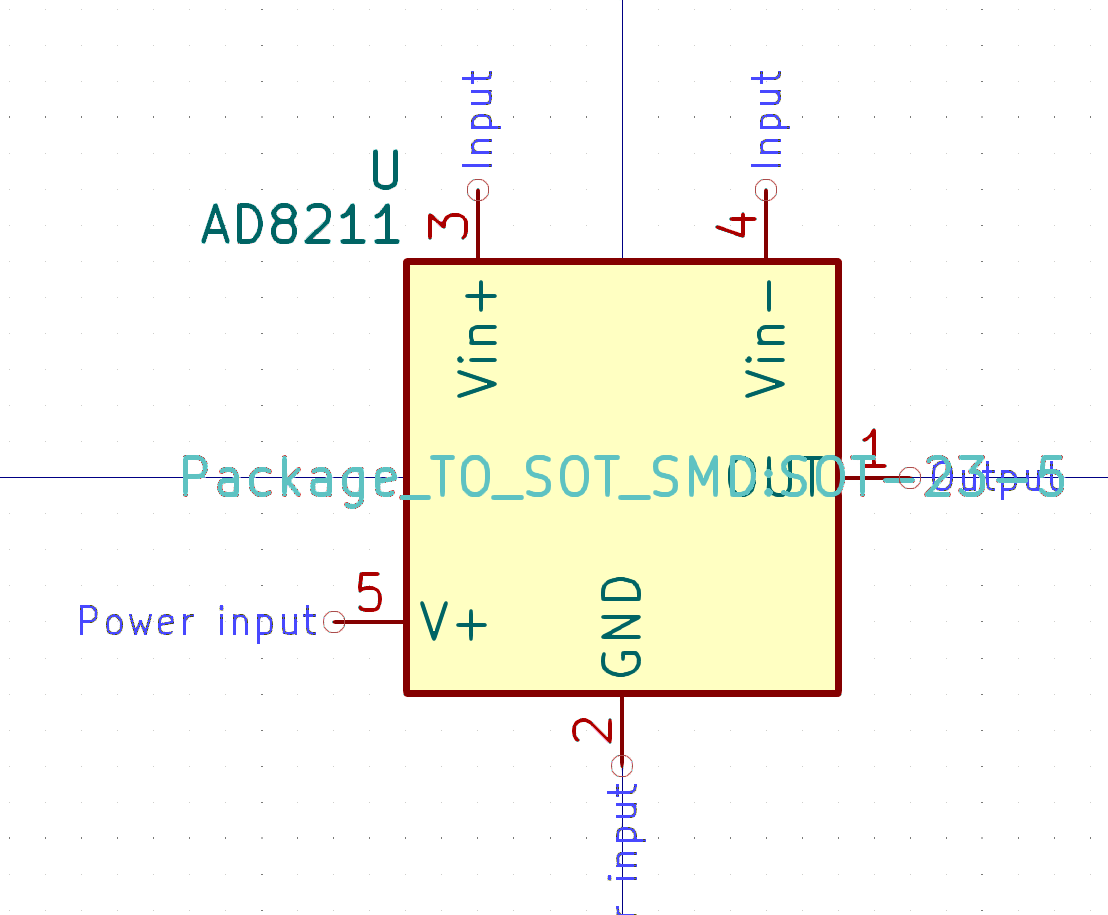 Input
Input
U
AD8211
3
4
Vin+
Vin-
1
Package_TO_SOT_SMD:SOT-23-5
OUT
Output
5
Power input
V+
GND
2
r input